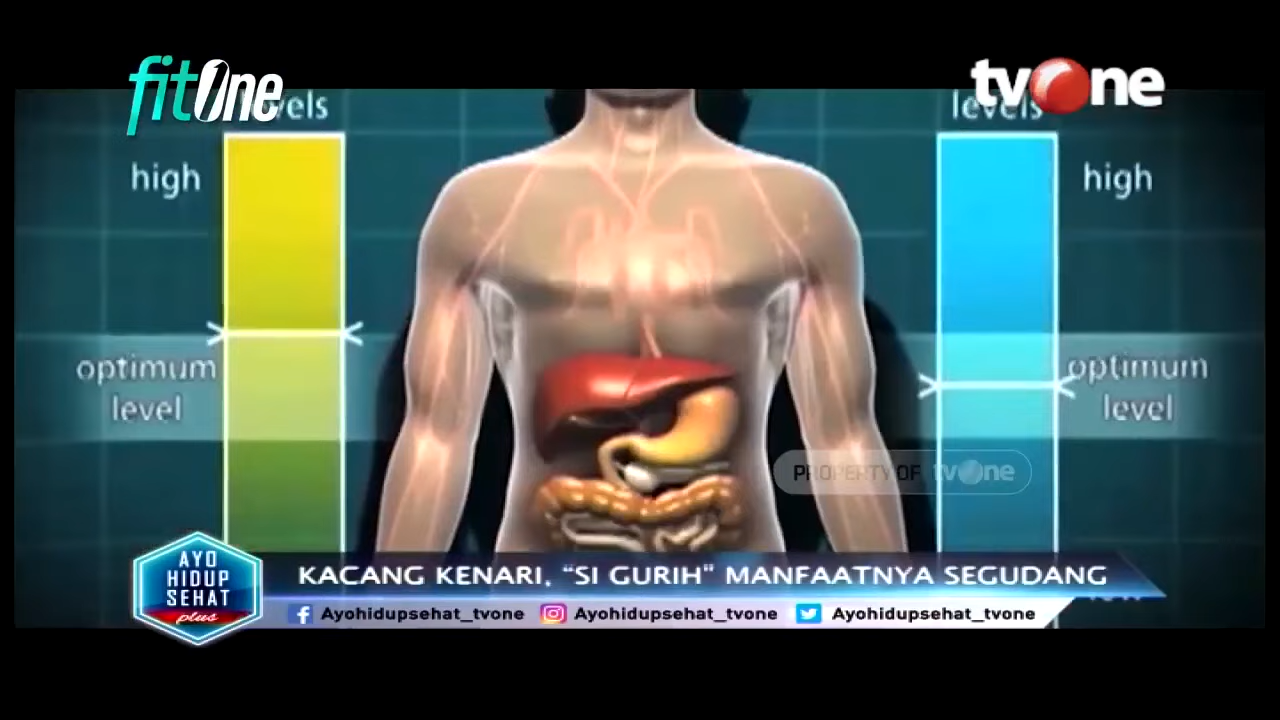 fitOne
tvOne
levels
levels
high
high
optimum
level
optimum
level
PROPERTY OF tvOne
AYO
HIDUP
SEHAT
plus
KACANG KENARI, “SI GURIH” MANFAATNYA SEGUDANG
Ayohidupsehat_tvone Ayohidupsehat_tvone Ayohidupsehat_tvone